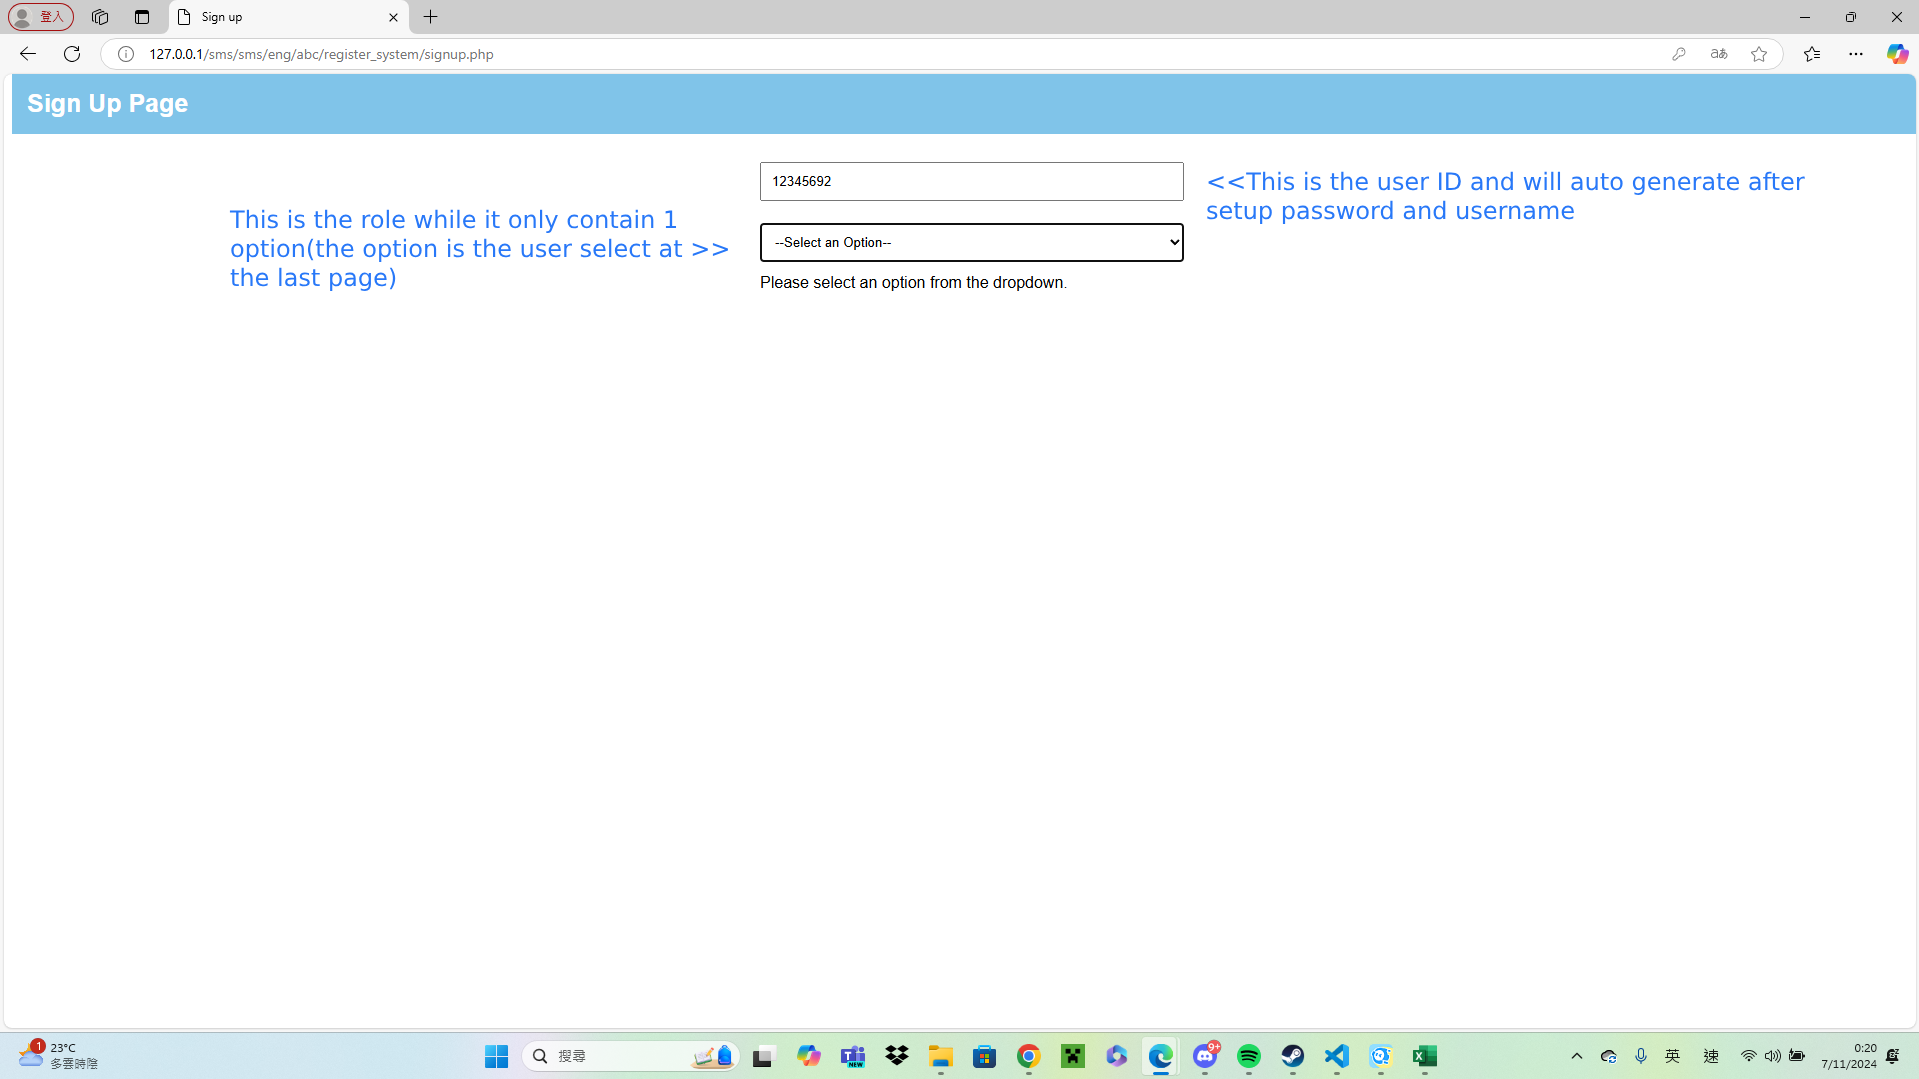 登入
Sign up
127.0.0.1/sms/sms/eng/abc/register_system/signup.php
aあ
Sign Up Page
12345692
<<This is the user ID and will auto generate after
setup password and username
This is the role while it only contain 1
option(the option is the user select at >>
the last page)
--Select an Option--
Please select an option from the dropdown.
1
23°C
多雲時陰
搜尋
NEW
9+
英
速
0:20
7/11/2024